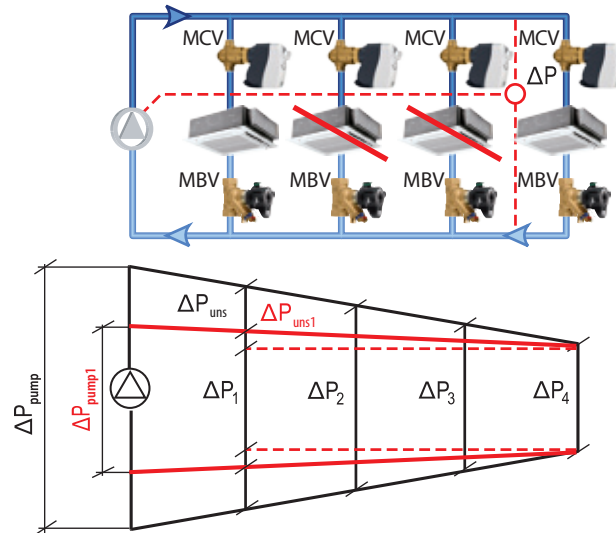 MCV MCV MCV MCV
ΔP
MBV MBV MBV MBV
ΔPuns ΔPuns1
ΔPpump ΔPpump1 ΔP1 ΔP2 ΔP3 ΔP4